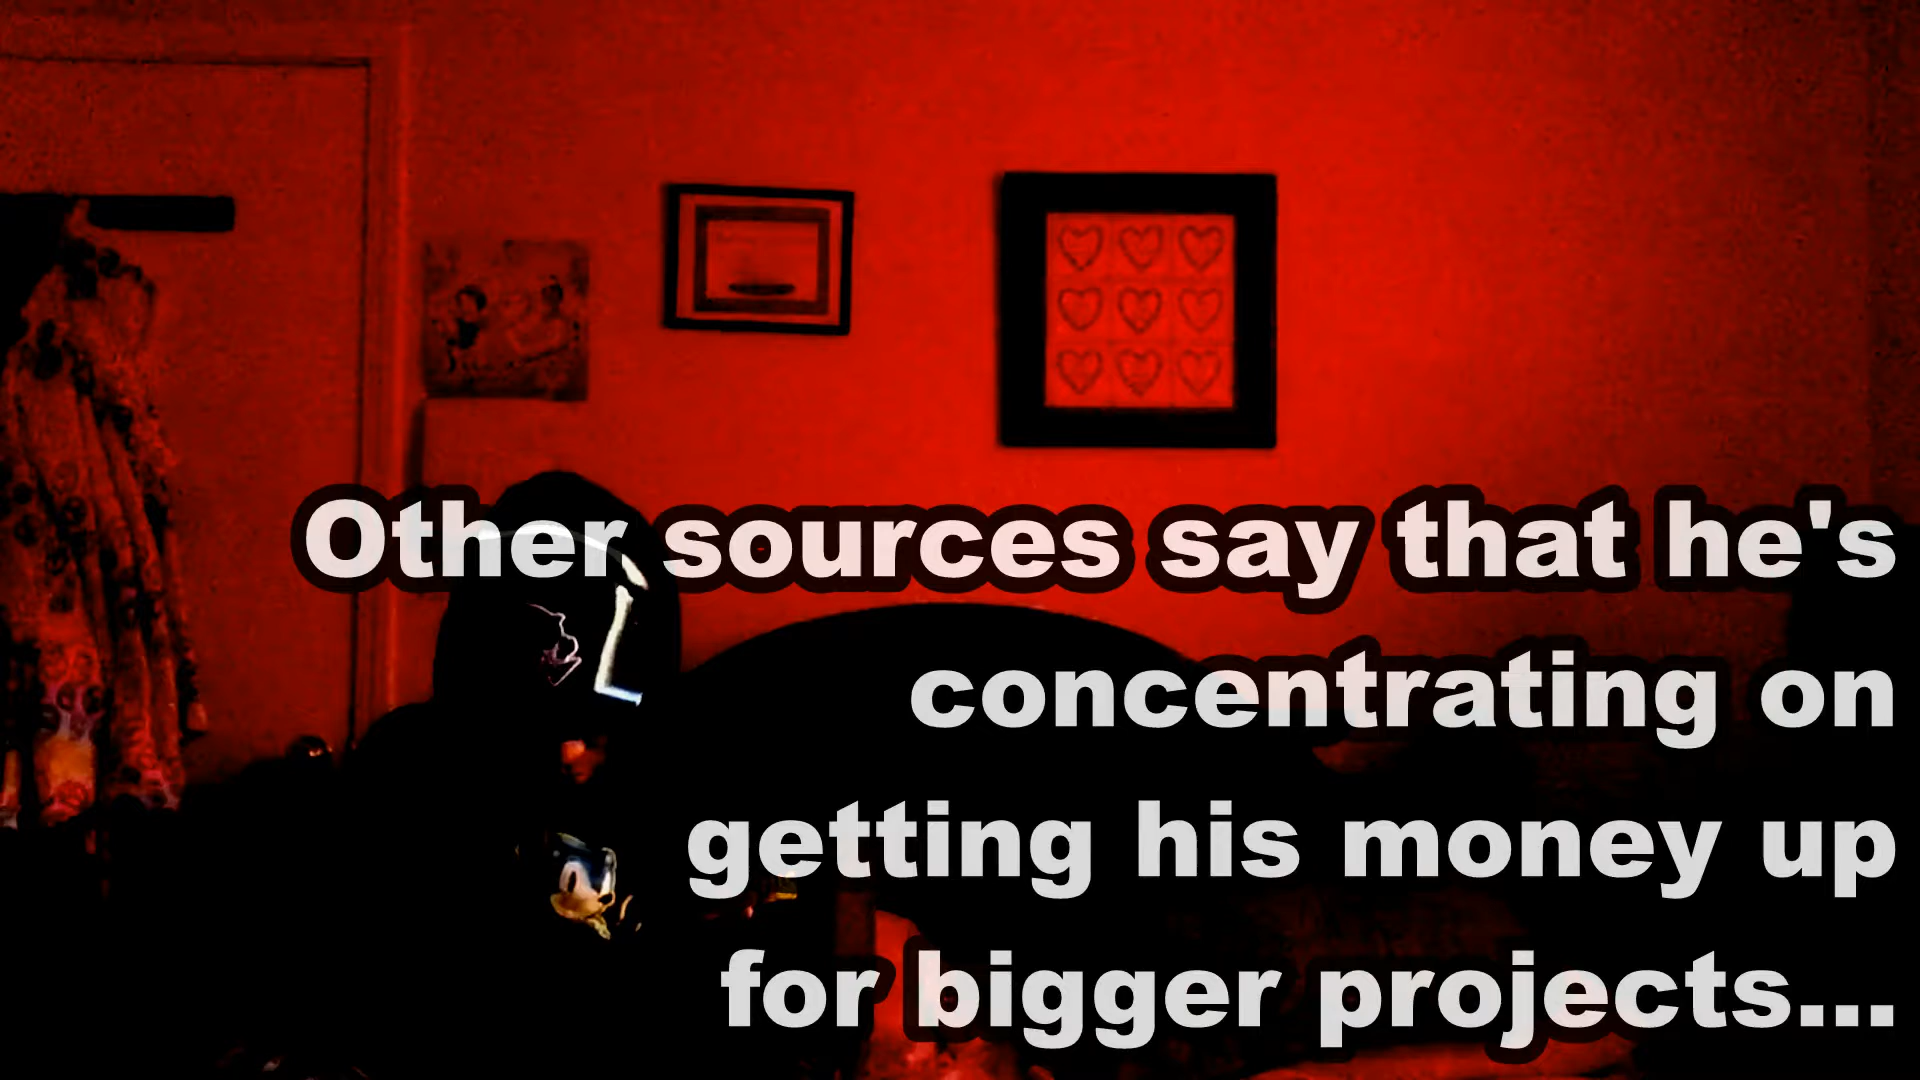 Other sources say that he's
concentrating on
getting his money up
for bigger projects...